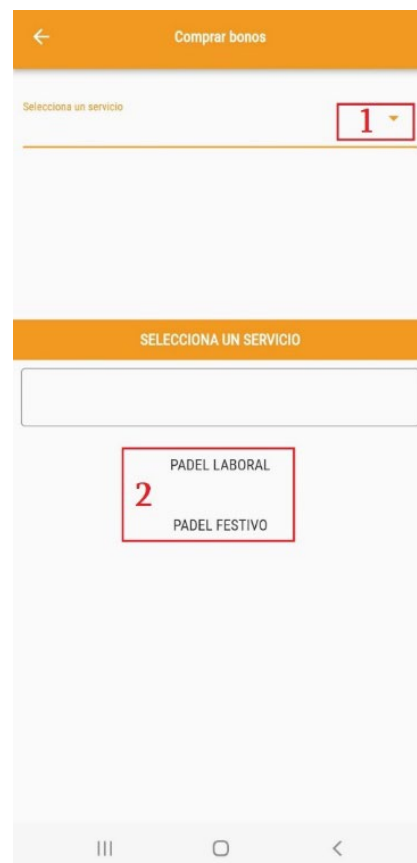 Comprar bonos
Selecciona un servicio
1
SELECCIONA UN SERVICIO
PADEL LABORAL
2
PADEL FESTIVO